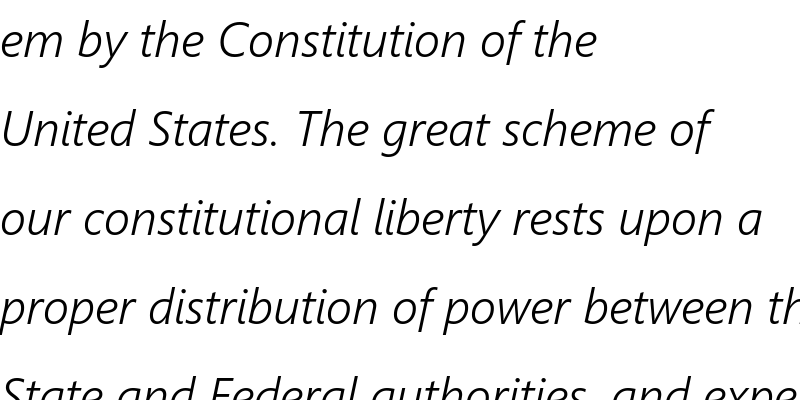 em by the Constitution of the
United States. The great scheme of
our constitutional liberty rests upon a
proper distribution of power between th
State and Federal authorities, and expe